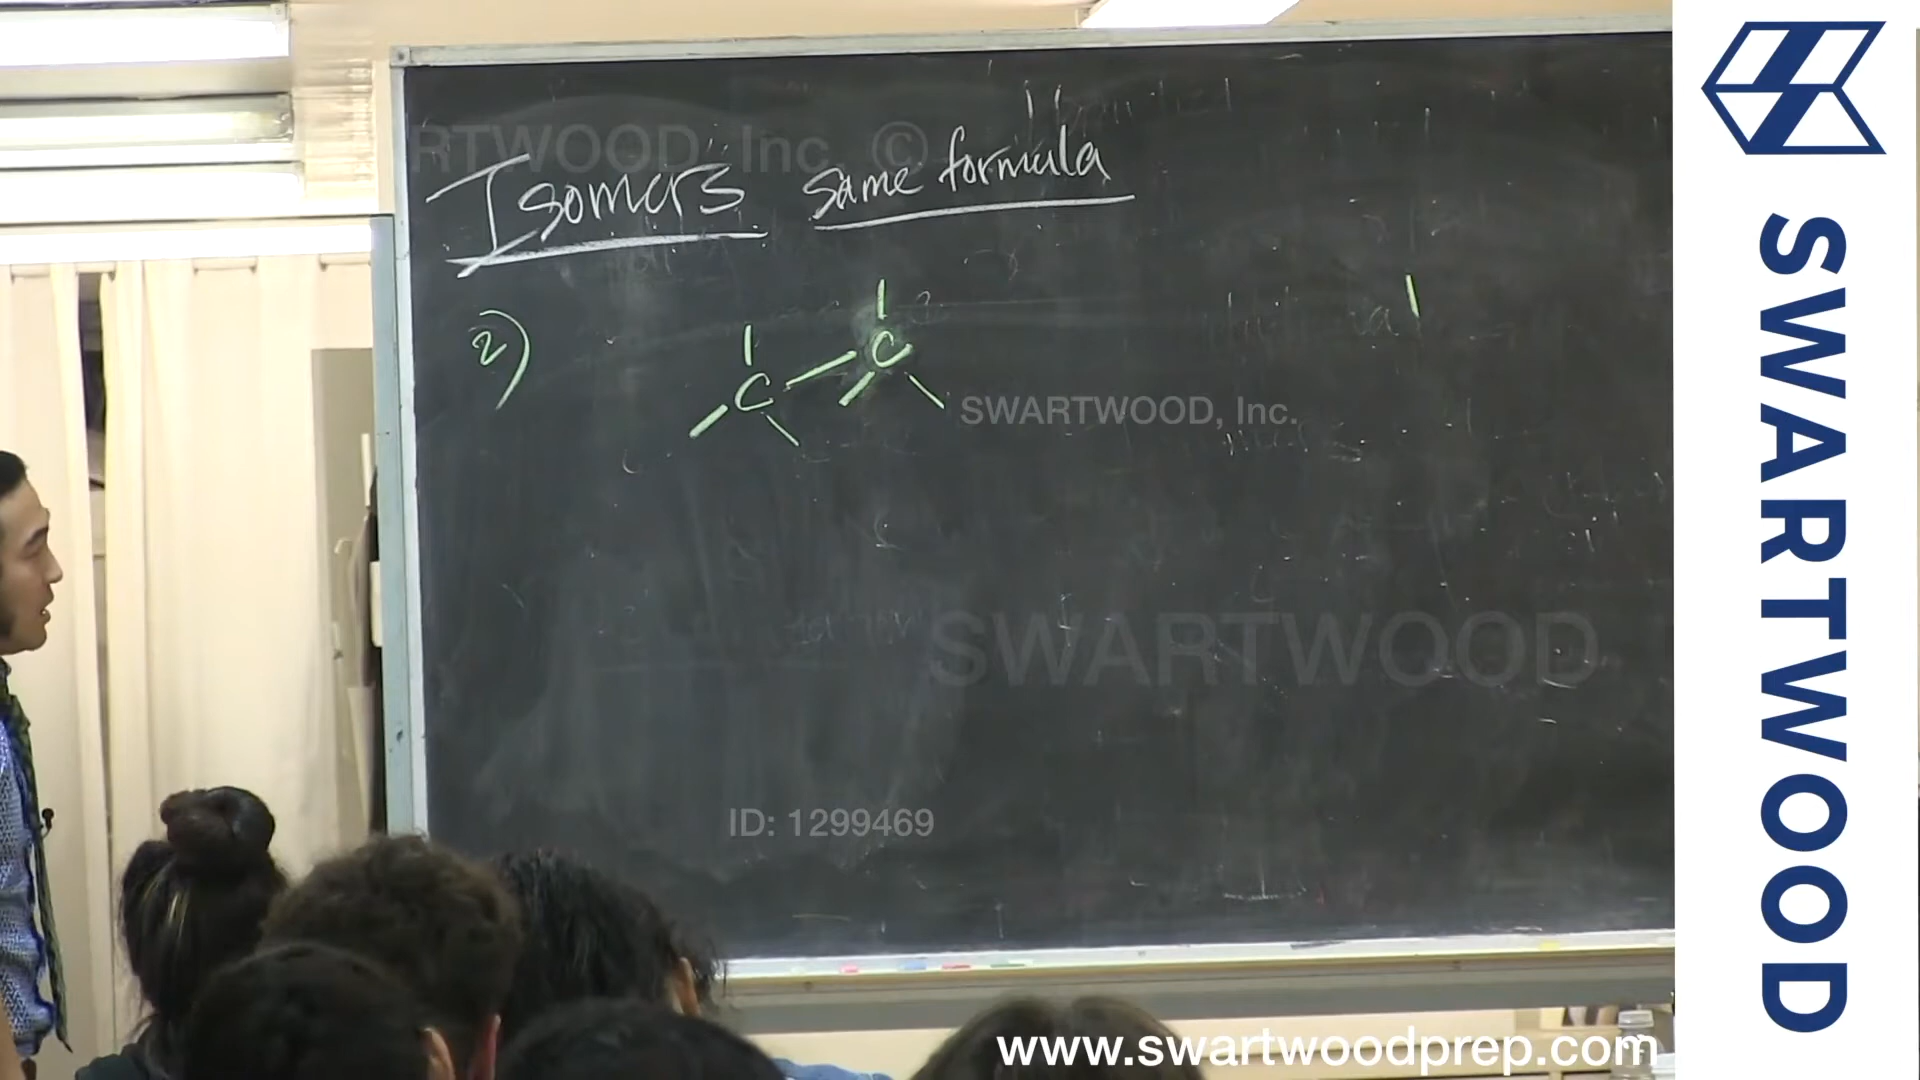 RTWOOD, Inc. ©
Isomers same formula
2)
C
C
SWARTWOOD, Inc.
SWARTWOOD
ID: 1299469
www.swartwoodprep.com
SWARTWOOD